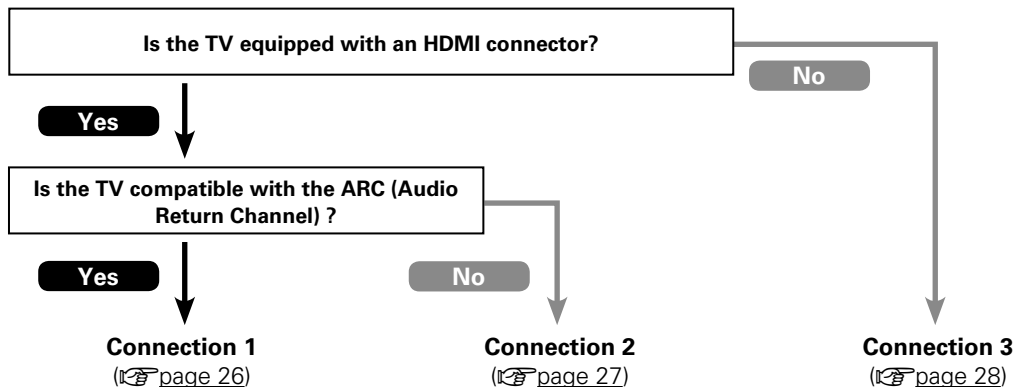 Is the TV equipped with an HDMI connector?
No
Yes
Is the TV compatible with the ARC (Audio
Return Channel) ?
Yes
No
Connection 1
(page 26)
Connection 2
(page 27)
Connection 3
(page 28)